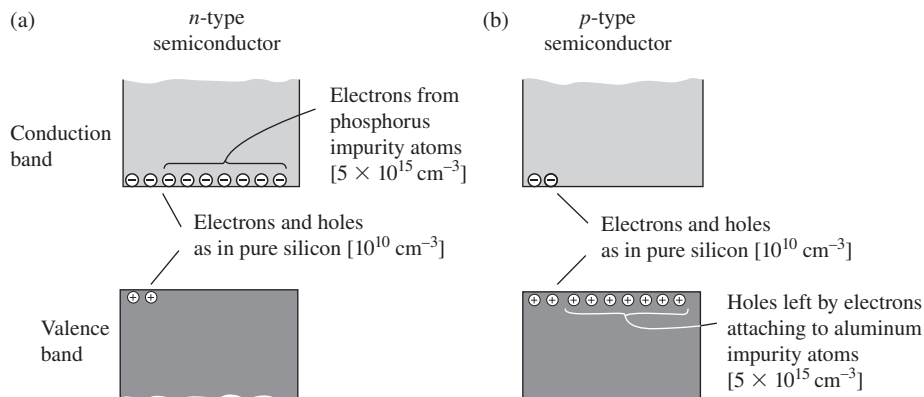 (a)
n-type
semiconductor
Conduction
band
Electrons from
phosphorus
impurity atoms
[5 × 10¹⁵ cm⁻³]
Electrons and holes
as in pure silicon [10¹⁰ cm⁻³]
Valence
band
(b)
p-type
semiconductor
Electrons and holes
as in pure silicon [10¹⁰ cm⁻³]
Holes left by electrons
attaching to aluminum
impurity atoms
[5 × 10¹⁵ cm⁻³]